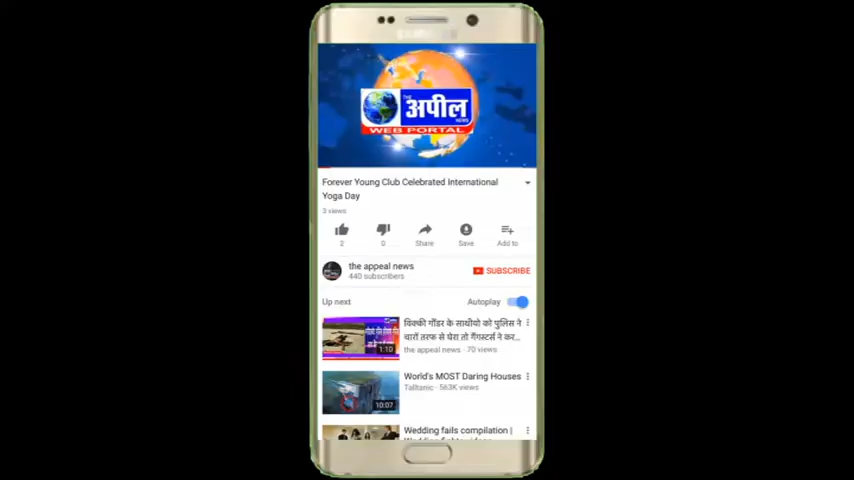 THE
अपील
NEWS
WEB PORTAL
Forever Young Club Celebrated International
Yoga Day
3 views
2
0
Share
Save
Add to
the appeal news
440 subscribers
SUBSCRIBE
Up next
Autoplay
विक्की गौंडर के साथीयो को पुलिस ने
चारों तरफ से घेरा तो गैंगस्टर्स ने कर...
the appeal news · 70 views
1:10
World's MOST Daring Houses
Talltanic · 563K views
10:07
Wedding fails compilation |